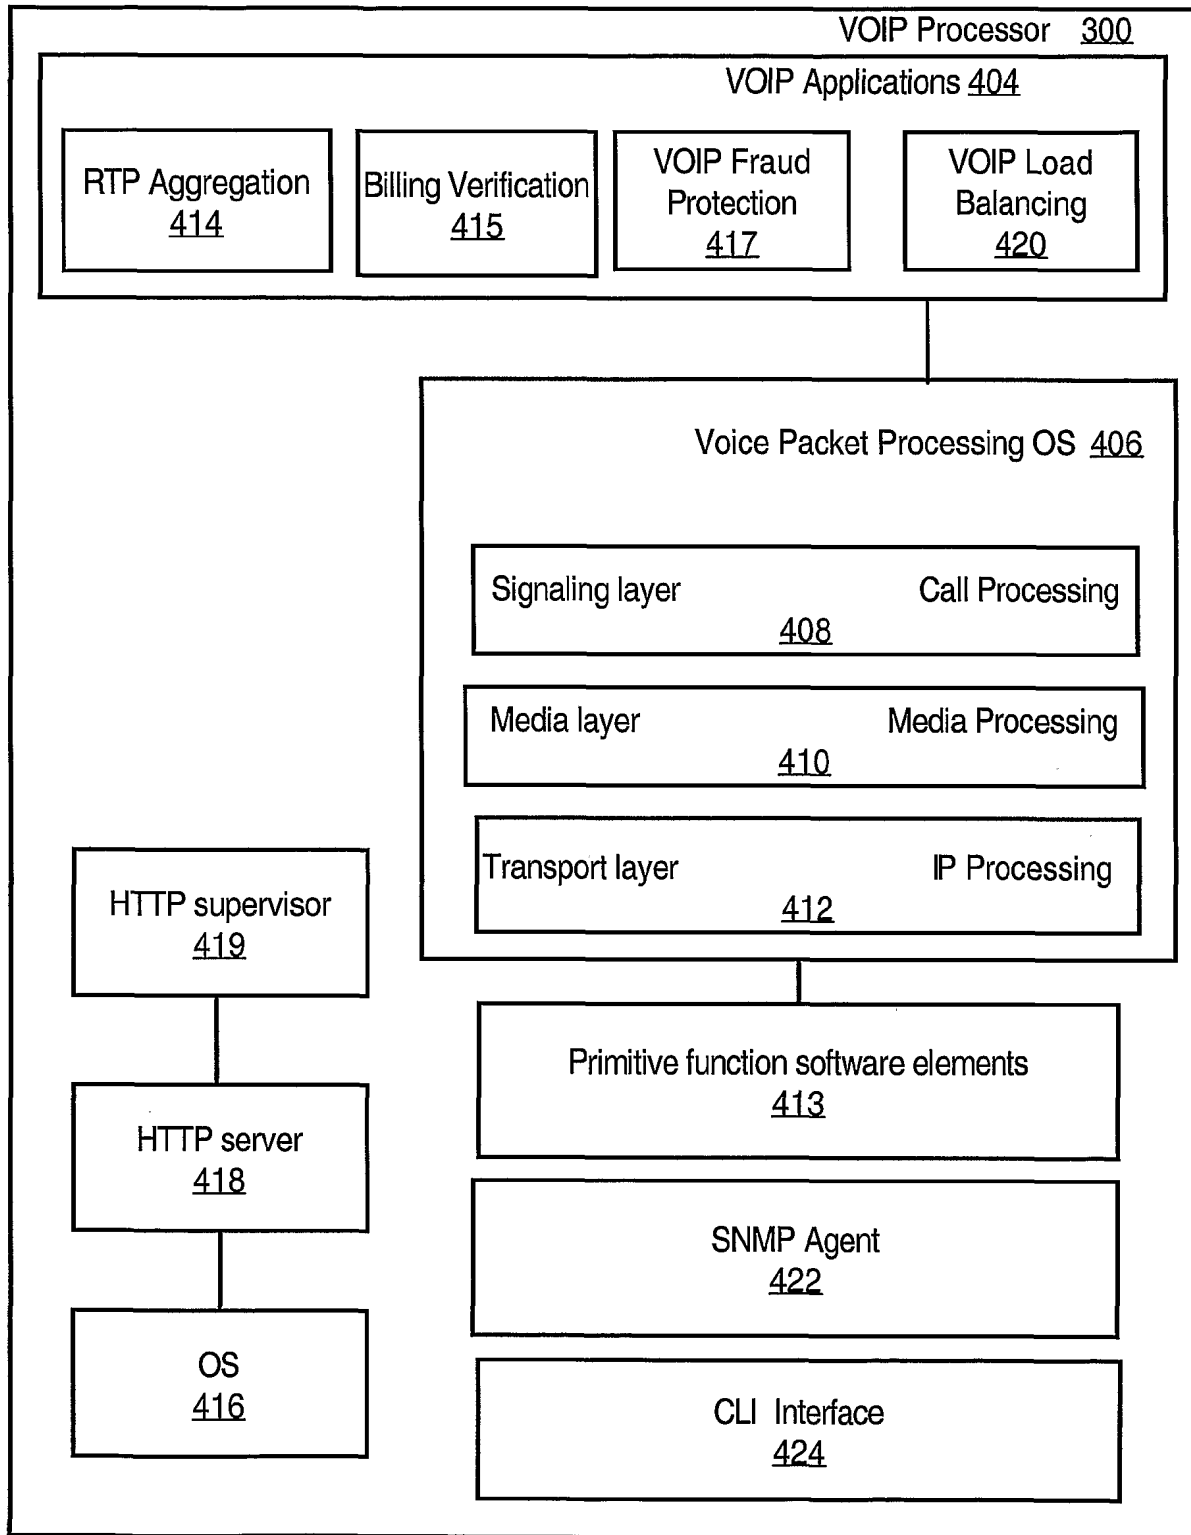 VOIP Processor 300
VOIP Applications 404
RTP Aggregation
414
Billing Verification
415
VOIP Fraud
Protection
417
VOIP Load
Balancing
420
Voice Packet Processing OS 406
Signaling layer Call Processing
408
Media layer Media Processing
410
Transport layer IP Processing
412
HTTP supervisor
419
HTTP server
418
OS
416
Primitive function software elements
413
SNMP Agent
422
CLI Interface
424